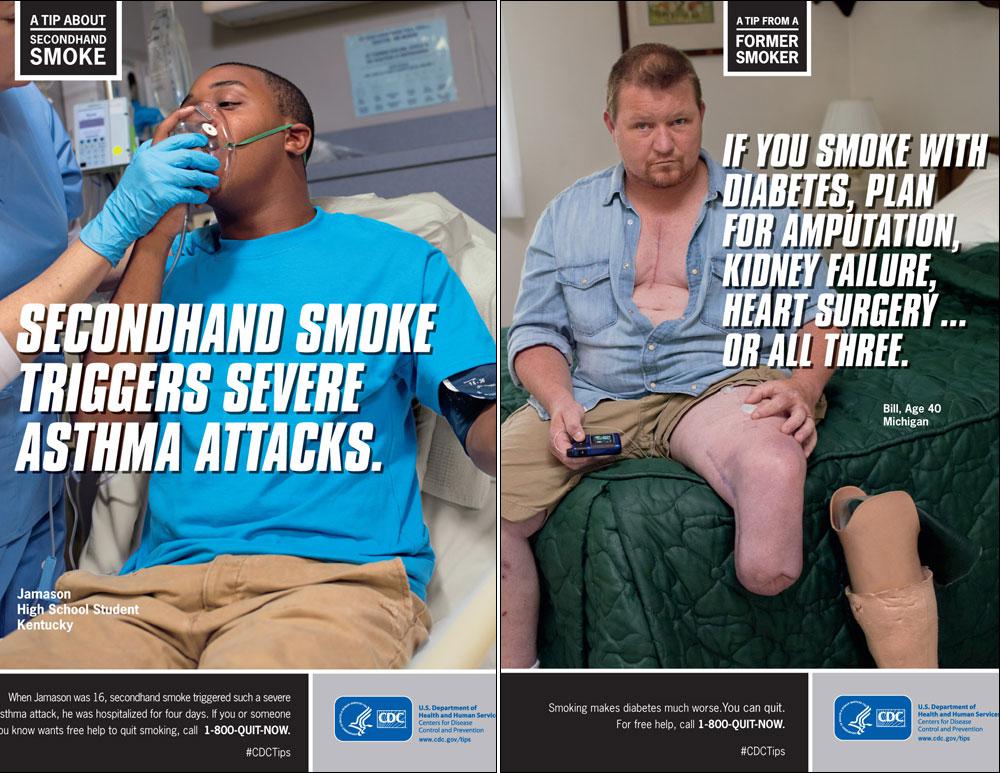 A TIP ABOUT
SECONDHAND
SMOKE
SECONDHAND SMOKE
TRIGGERS SEVERE
ASTHMA ATTACKS.
Jamason
High School Student
Kentucky
When Jamason was 16, secondhand smoke triggered such a severe
sthma attack, he was hospitalized for four days. If you or someone
ou know wants free help to quit smoking, call 1-800-QUIT-NOW.
#CDCTips
CDC
U.S. Department of
Health and Human Servic
Centers for Disease
Control and Prevention
www.cdc.gov/tips
A TIP FROM A
FORMER
SMOKER
IF YOU SMOKE WITH
DIABETES, PLAN
FOR AMPUTATION,
KIDNEY FAILURE,
HEART SURGERY ...
OR ALL THREE.
Bill, Age 40
Michigan
Smoking makes diabetes much worse.You can quit.
For free help, call 1-800-QUIT-NOW.
#CDCTips
CDC
U.S. Department of
Health and Human Service
Centers for Disease
Control and Prevention
www.cdc.gov/tips